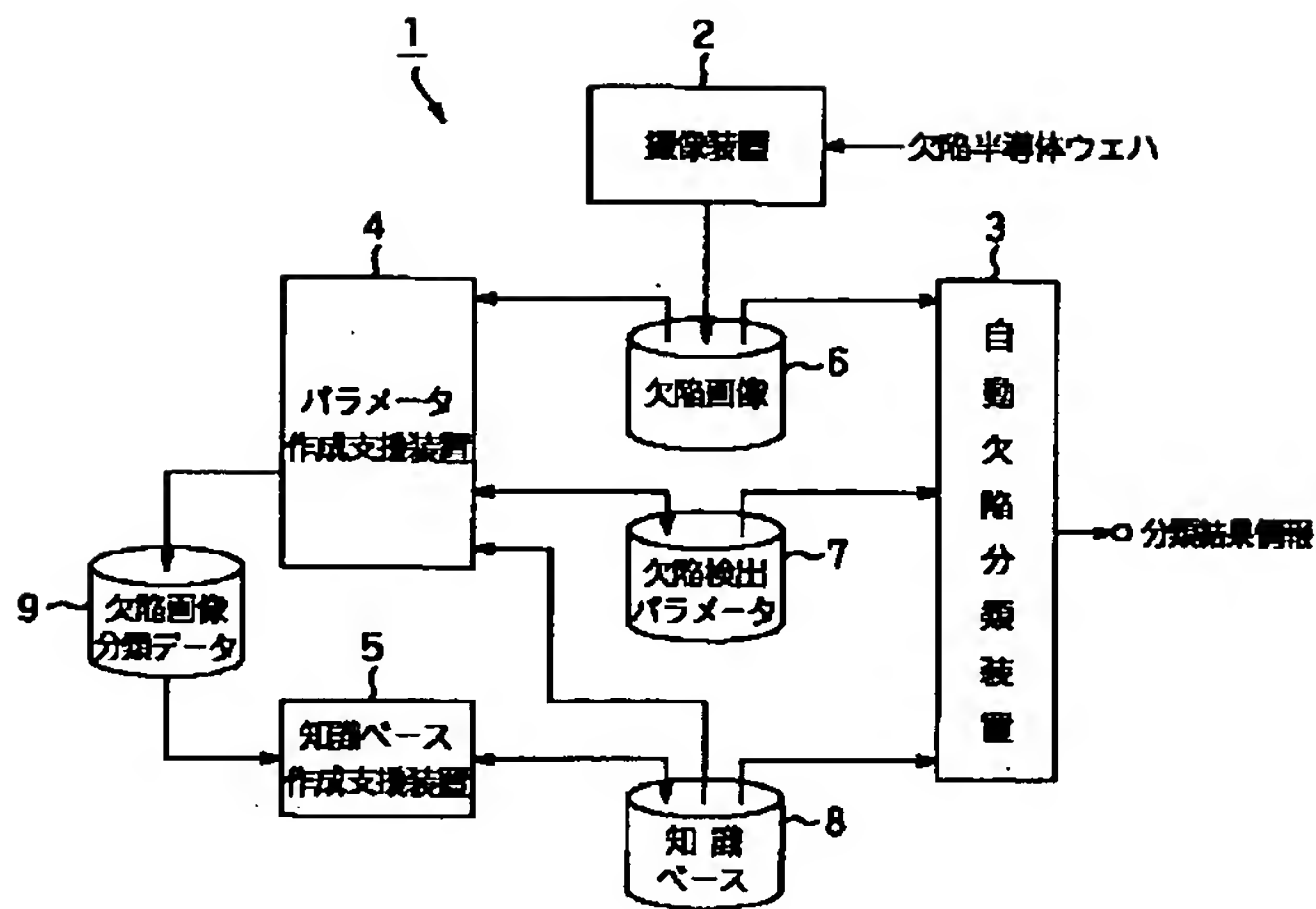 1
2
撮像装置
欠陥半導体ウェハ
4
3
パラメータ
作成支援装置
欠陥画像
6
自動欠陥分類装置
欠陥検出
パラメータ
7
分類結果情報
9
欠陥画像
分類データ
5
知識ベース
作成支援装置
知識
ベース
8